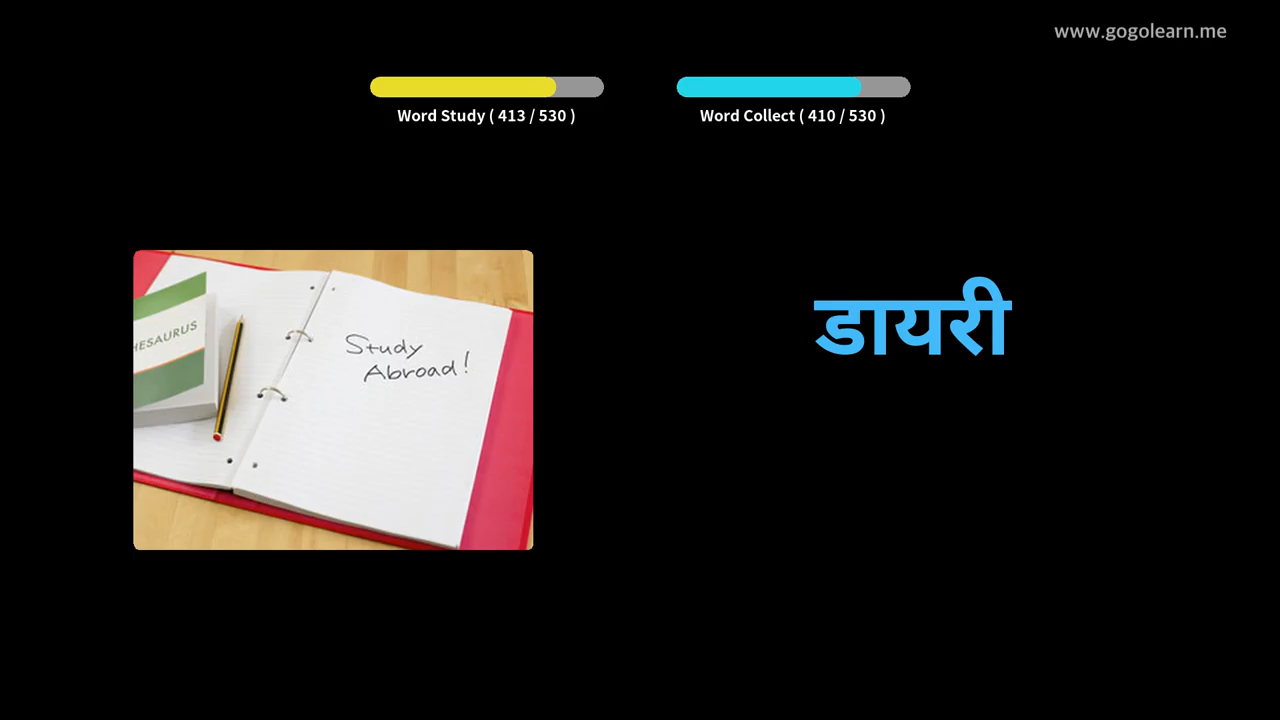 www.gogolearn.me
Word Study ( 413 / 530 )
Word Collect ( 410 / 530 )
HESAURUS
Study
Abroad!
डायरी